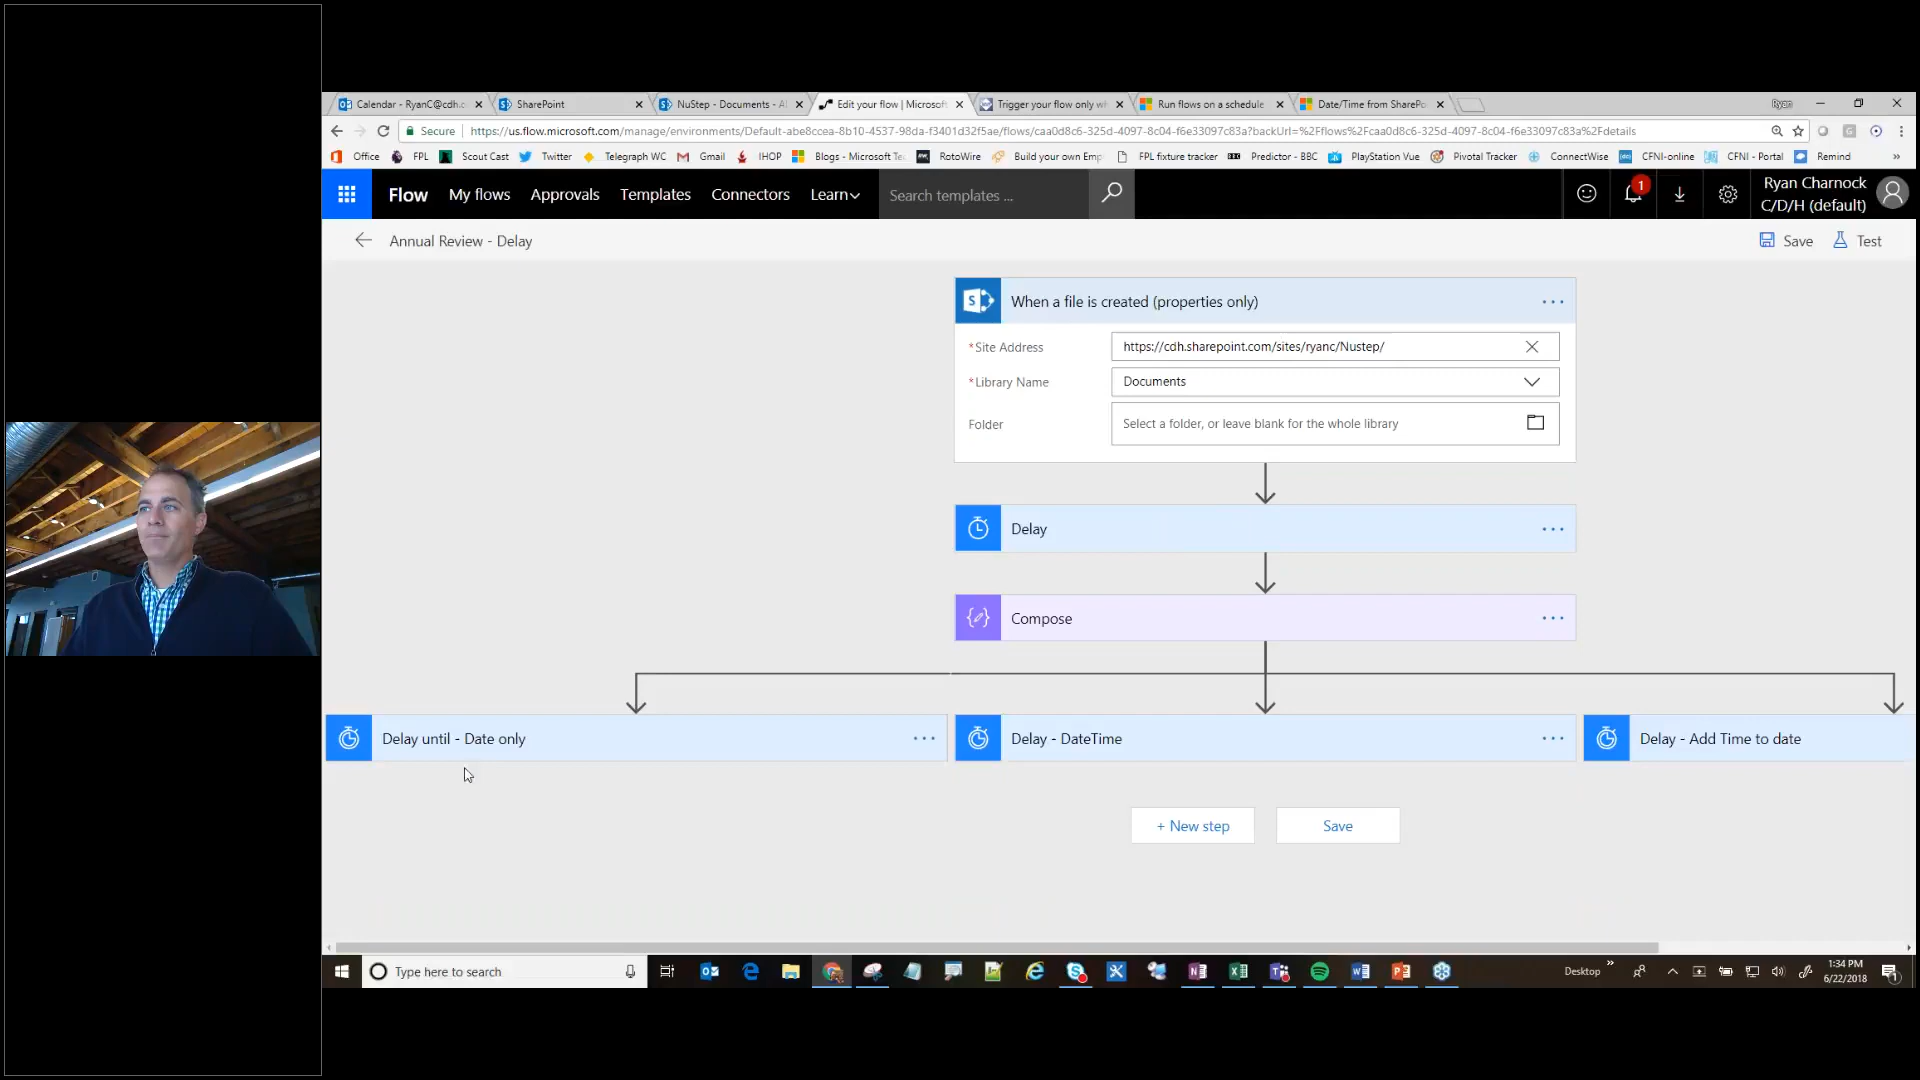 Calendar - RyanC@cdh.c
SharePoint
NuStep - Documents - Al
Edit your flow | Microsoft
Trigger your flow only wh
Run flows on a schedule
Date/Time from SharePo
Ryan
Secure
https://us.flow.microsoft.com/manage/environments/Default-abe8ccea-8b10-4537-98da-f3401d32f5ae/flows/caa0d8c6-325d-4097-8c04-f6e33097c83a?backUrl=%2Fflows%2Fcaa0d8c6-325d-4097-8c04-f6e33097c83a%2Fdetails
Office FPL Scout Cast Twitter Telegraph WC Gmail IHOP Blogs - Microsoft Tec RotoWire Build your own Emp FPL fixture tracker Predictor - BBC PlayStation Vue Pivotal Tracker ConnectWise CFNI-online CFNI - Portal Remind »
Flow My flows Approvals Templates Connectors Learn
Search templates ...
1
Ryan Charnock
C/D/H (default)
Annual Review - Delay
Save Test
When a file is created (properties only)
*Site Address
https://cdh.sharepoint.com/sites/ryanc/Nustep/
*Library Name
Documents
Folder
Select a folder, or leave blank for the whole library
Delay
Compose
Delay until - Date only
Delay - DateTime
Delay - Add Time to date
+ New step
Save
Type here to search
Desktop »
1:34 PM
6/22/2018
1